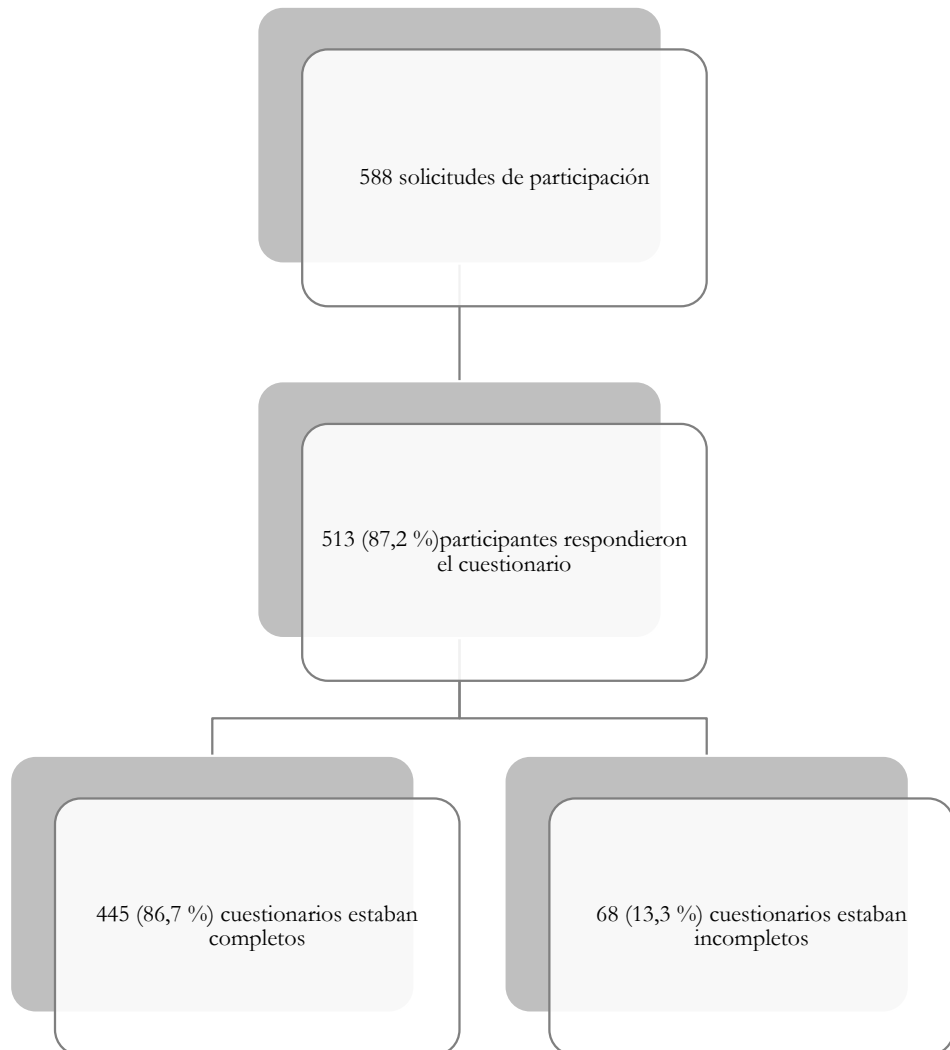 588 solicitudes de participación
513 (87,2 %)participantes respondieron
el cuestionario
445 (86,7 %) cuestionarios estaban
completos
68 (13,3 %) cuestionarios estaban
incompletos